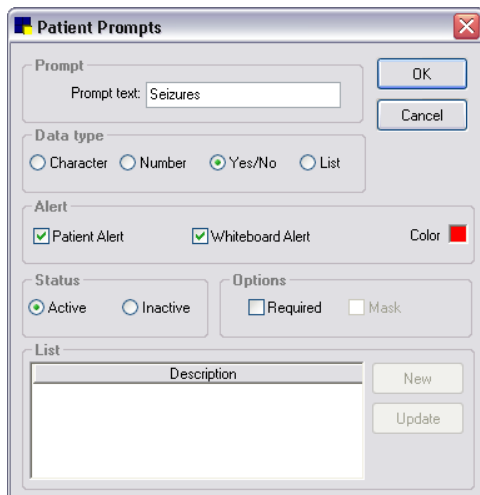 Patient Prompts
Prompt
Prompt text: Seizures
OK
Cancel
Data type
Character Number Yes/No List
Alert
Patient Alert Whiteboard Alert Color
Status
Active Inactive
Options
Required Mask
List
Description
New
Update